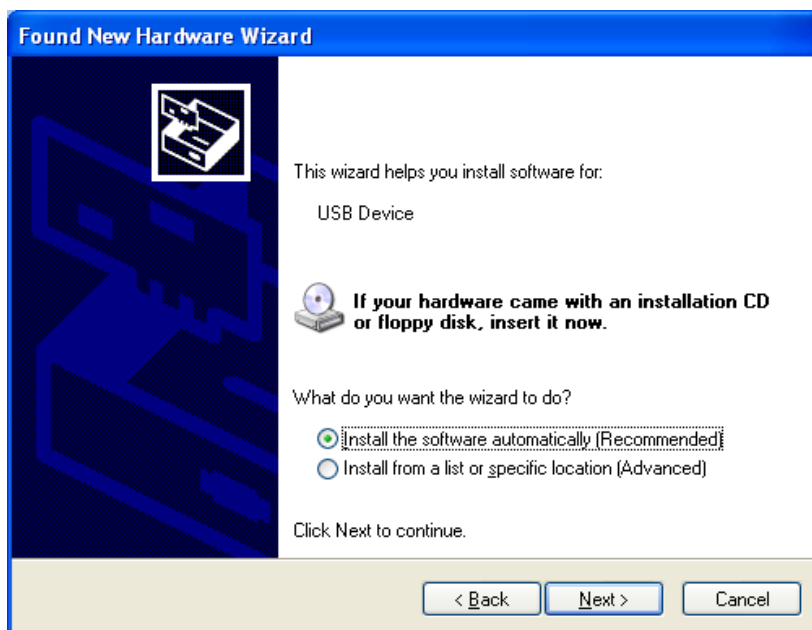 Found New Hardware Wizard
This wizard helps you install software for:
USB Device
If your hardware came with an installation CD
or floppy disk, insert it now.
What do you want the wizard to do?
Install the software automatically (Recommended)
Install from a list or specific location (Advanced)
Click Next to continue.
< Back
Next >
Cancel